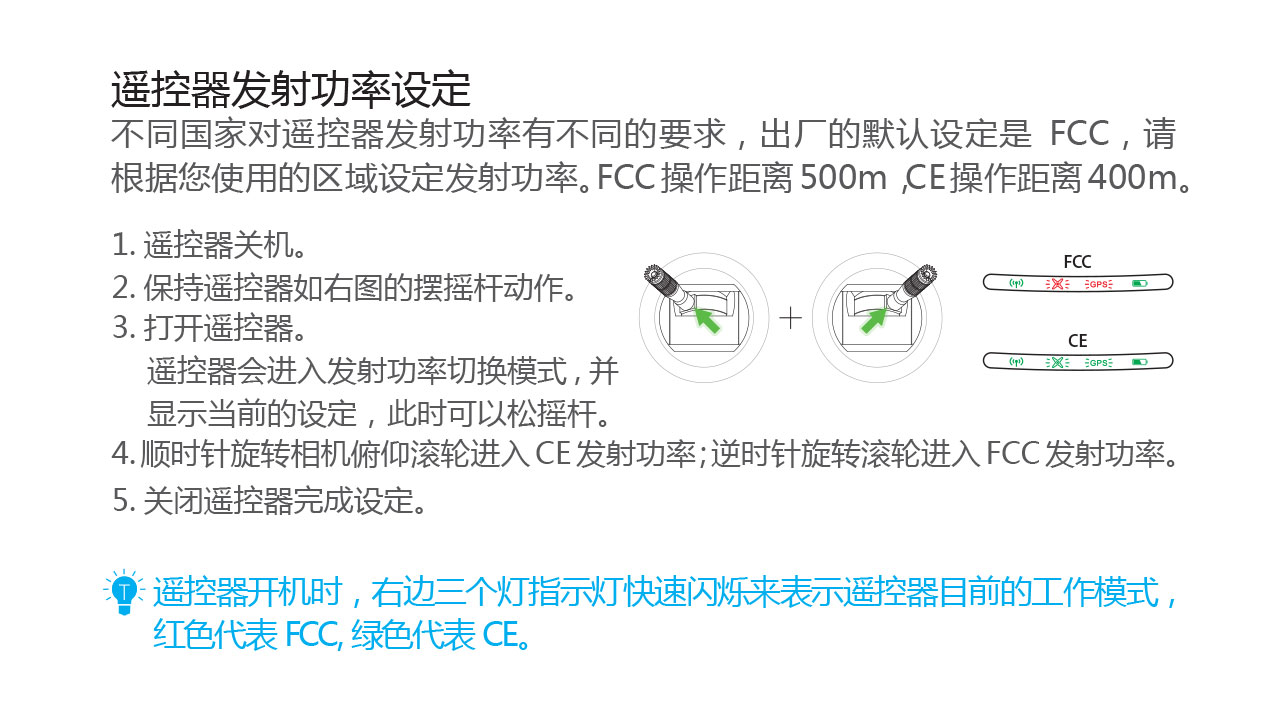 遥控器发射功率设定
不同国家对遥控器发射功率有不同的要求，出厂的默认设定是 FCC，请
根据您使用的区域设定发射功率。FCC 操作距离 500m ，CE 操作距离 400m。
1. 遥控器关机。
2. 保持遥控器如右图的摆摇杆动作。
3. 打开遥控器。
遥控器会进入发射功率切换模式，并
显示当前的设定，此时可以松摇杆。
FCC
GPS
CE
GPS
4. 顺时针旋转相机俯仰滚轮进入 CE 发射功率；逆时针旋转滚轮进入 FCC 发射功率。
5. 关闭遥控器完成设定。
遥控器开机时，右边三个灯指示灯快速闪烁来表示遥控器目前的工作模式，
红色代表 FCC, 绿色代表 CE。